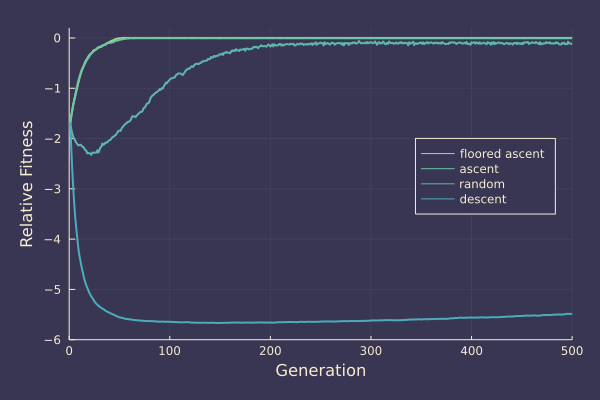 0
−1
−2
−3
−4
−5
−6
Relative Fitness
floored ascent
ascent
random
descent
0 100 200 300 400 500
Generation